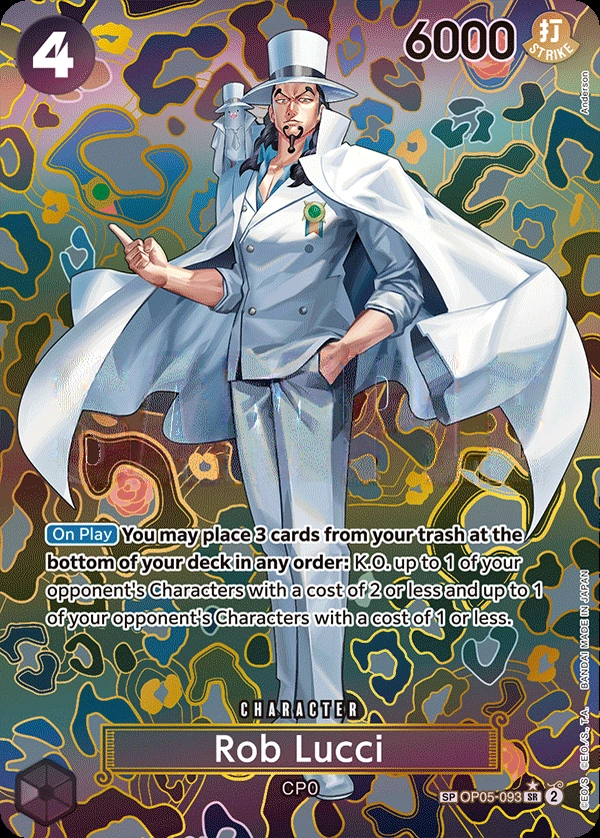 4
6000
打
STRIKE
Anderson
On Play You may place 3 cards from your trash at the
bottom of your deck in any order: K.O. up to 1 of your
opponent's Characters with a cost of 2 or less and up to 1
of your opponent's Characters with a cost of 1 or less.
CHARACTER
Rob Lucci
CP0
SP OP05-093 SR 2
©E.O/S. ©E.O./S., T.A. BANDAI MADE IN JAPAN